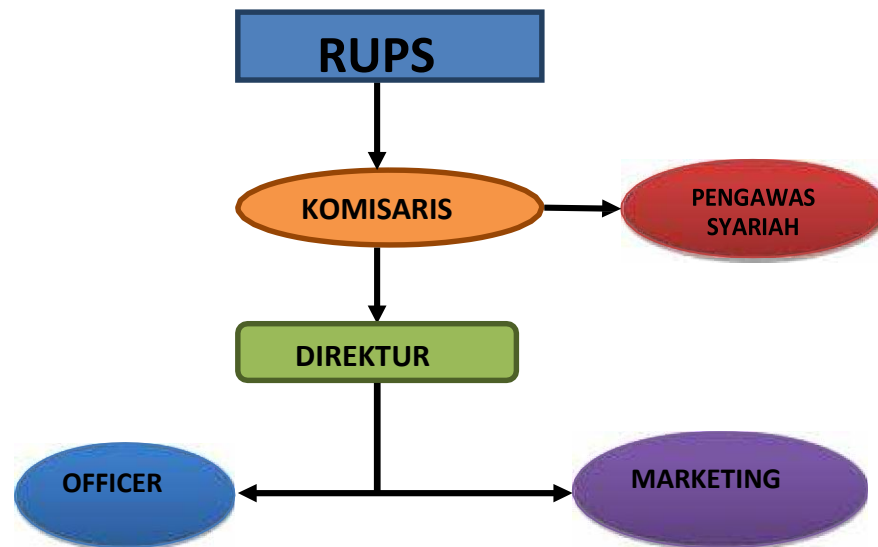 RUPS
KOMISARIS
PENGAWAS
SYARIAH
DIREKTUR
OFFICER
MARKETING